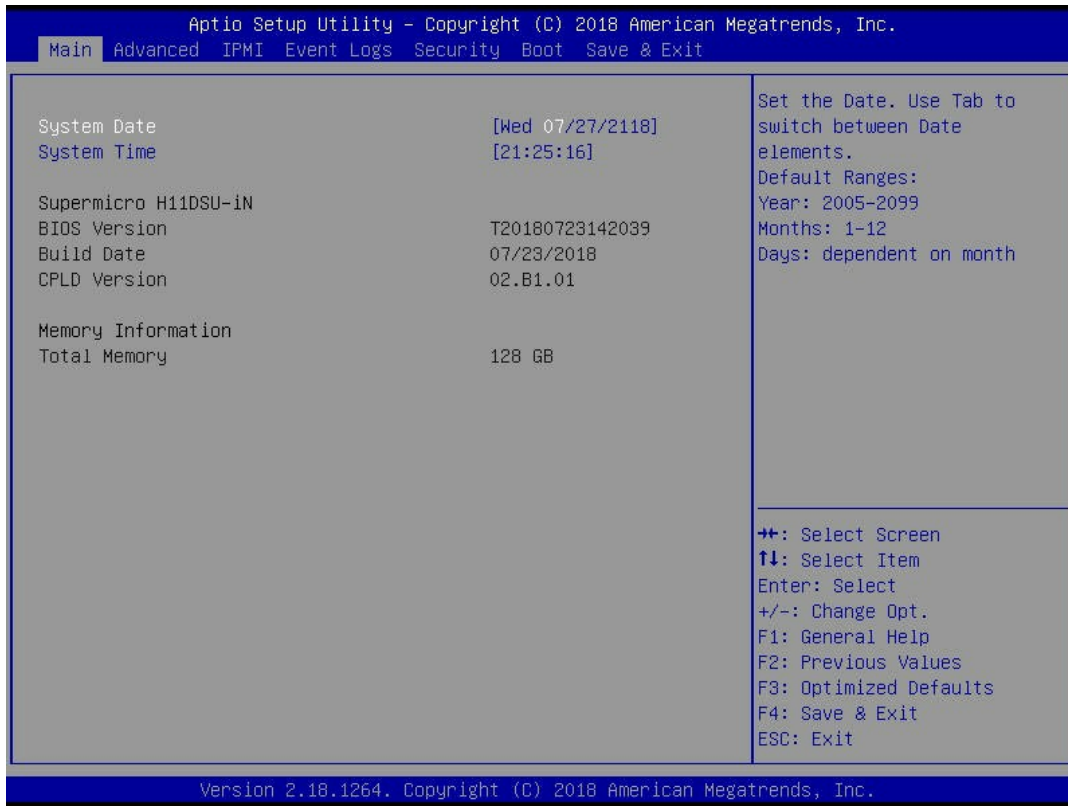 Aptio Setup Utility – Copyright (C) 2018 American Megatrends, Inc.
Main Advanced IPMI Event Logs Security Boot Save & Exit
System Date [Wed 07/27/2118]
System Time [21:25:16]
Supermicro H11DSU-iN
BIOS Version T20180723142039
Build Date 07/23/2018
CPLD Version 02.B1.01
Memory Information
Total Memory 128 GB
Set the Date. Use Tab to
switch between Date
elements.
Default Ranges:
Year: 2005-2099
Months: 1-12
Days: dependent on month
→←: Select Screen
↑↓: Select Item
Enter: Select
+/-: Change Opt.
F1: General Help
F2: Previous Values
F3: Optimized Defaults
F4: Save & Exit
ESC: Exit
Version 2.18.1264. Copyright (C) 2018 American Megatrends, Inc.